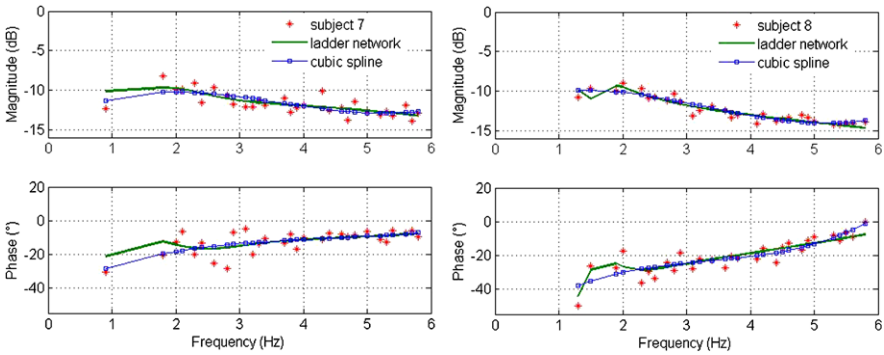 0
-5
-10
-15
Magnitude (dB)
0 1 2 3 4 5 6
subject 7
ladder network
cubic spline
0
-5
-10
-15
Magnitude (dB)
0 1 2 3 4 5 6
subject 8
ladder network
cubic spline
20
0
-20
-40
Phase (°)
0 1 2 3 4 5 6
Frequency (Hz)
20
0
-20
-40
Phase (°)
0 1 2 3 4 5 6
Frequency (Hz)